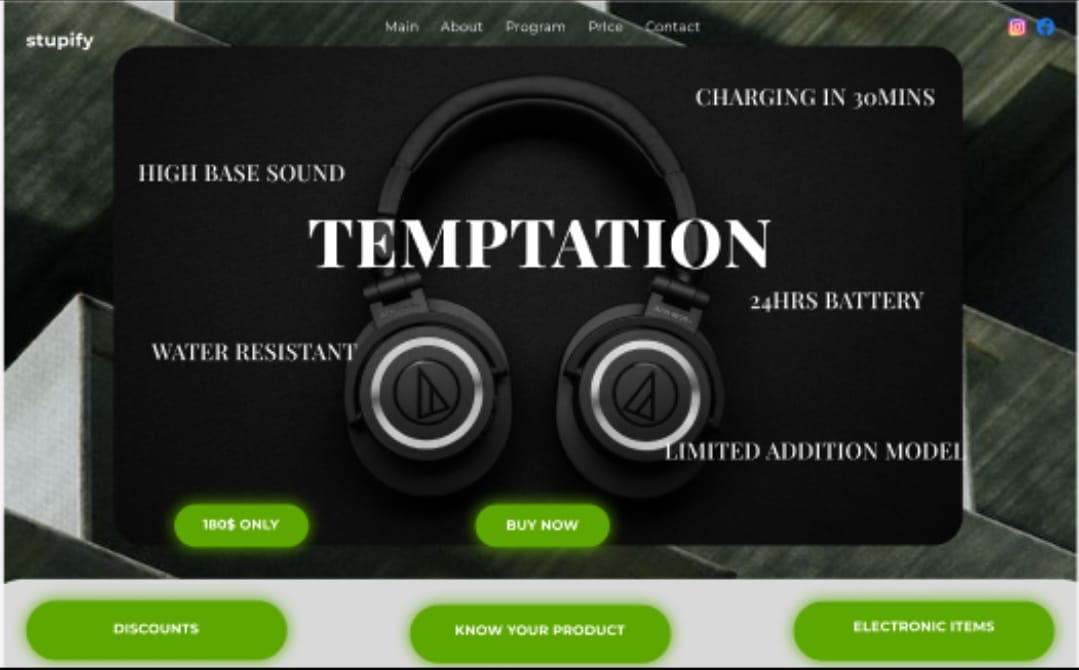 Main About Program PrIce Contact
stupify
CHARGING IN 30MINS
HIGH BASE SOUND
TEMPTATION
24HRS BATTERY
WATER RESISTANT
LIMITED ADDITION MODEL
180$ ONLY
BUY NOW
DISCOUNTS
KNOW YOUR PRODUCT
ELECTRONIC ITEMS